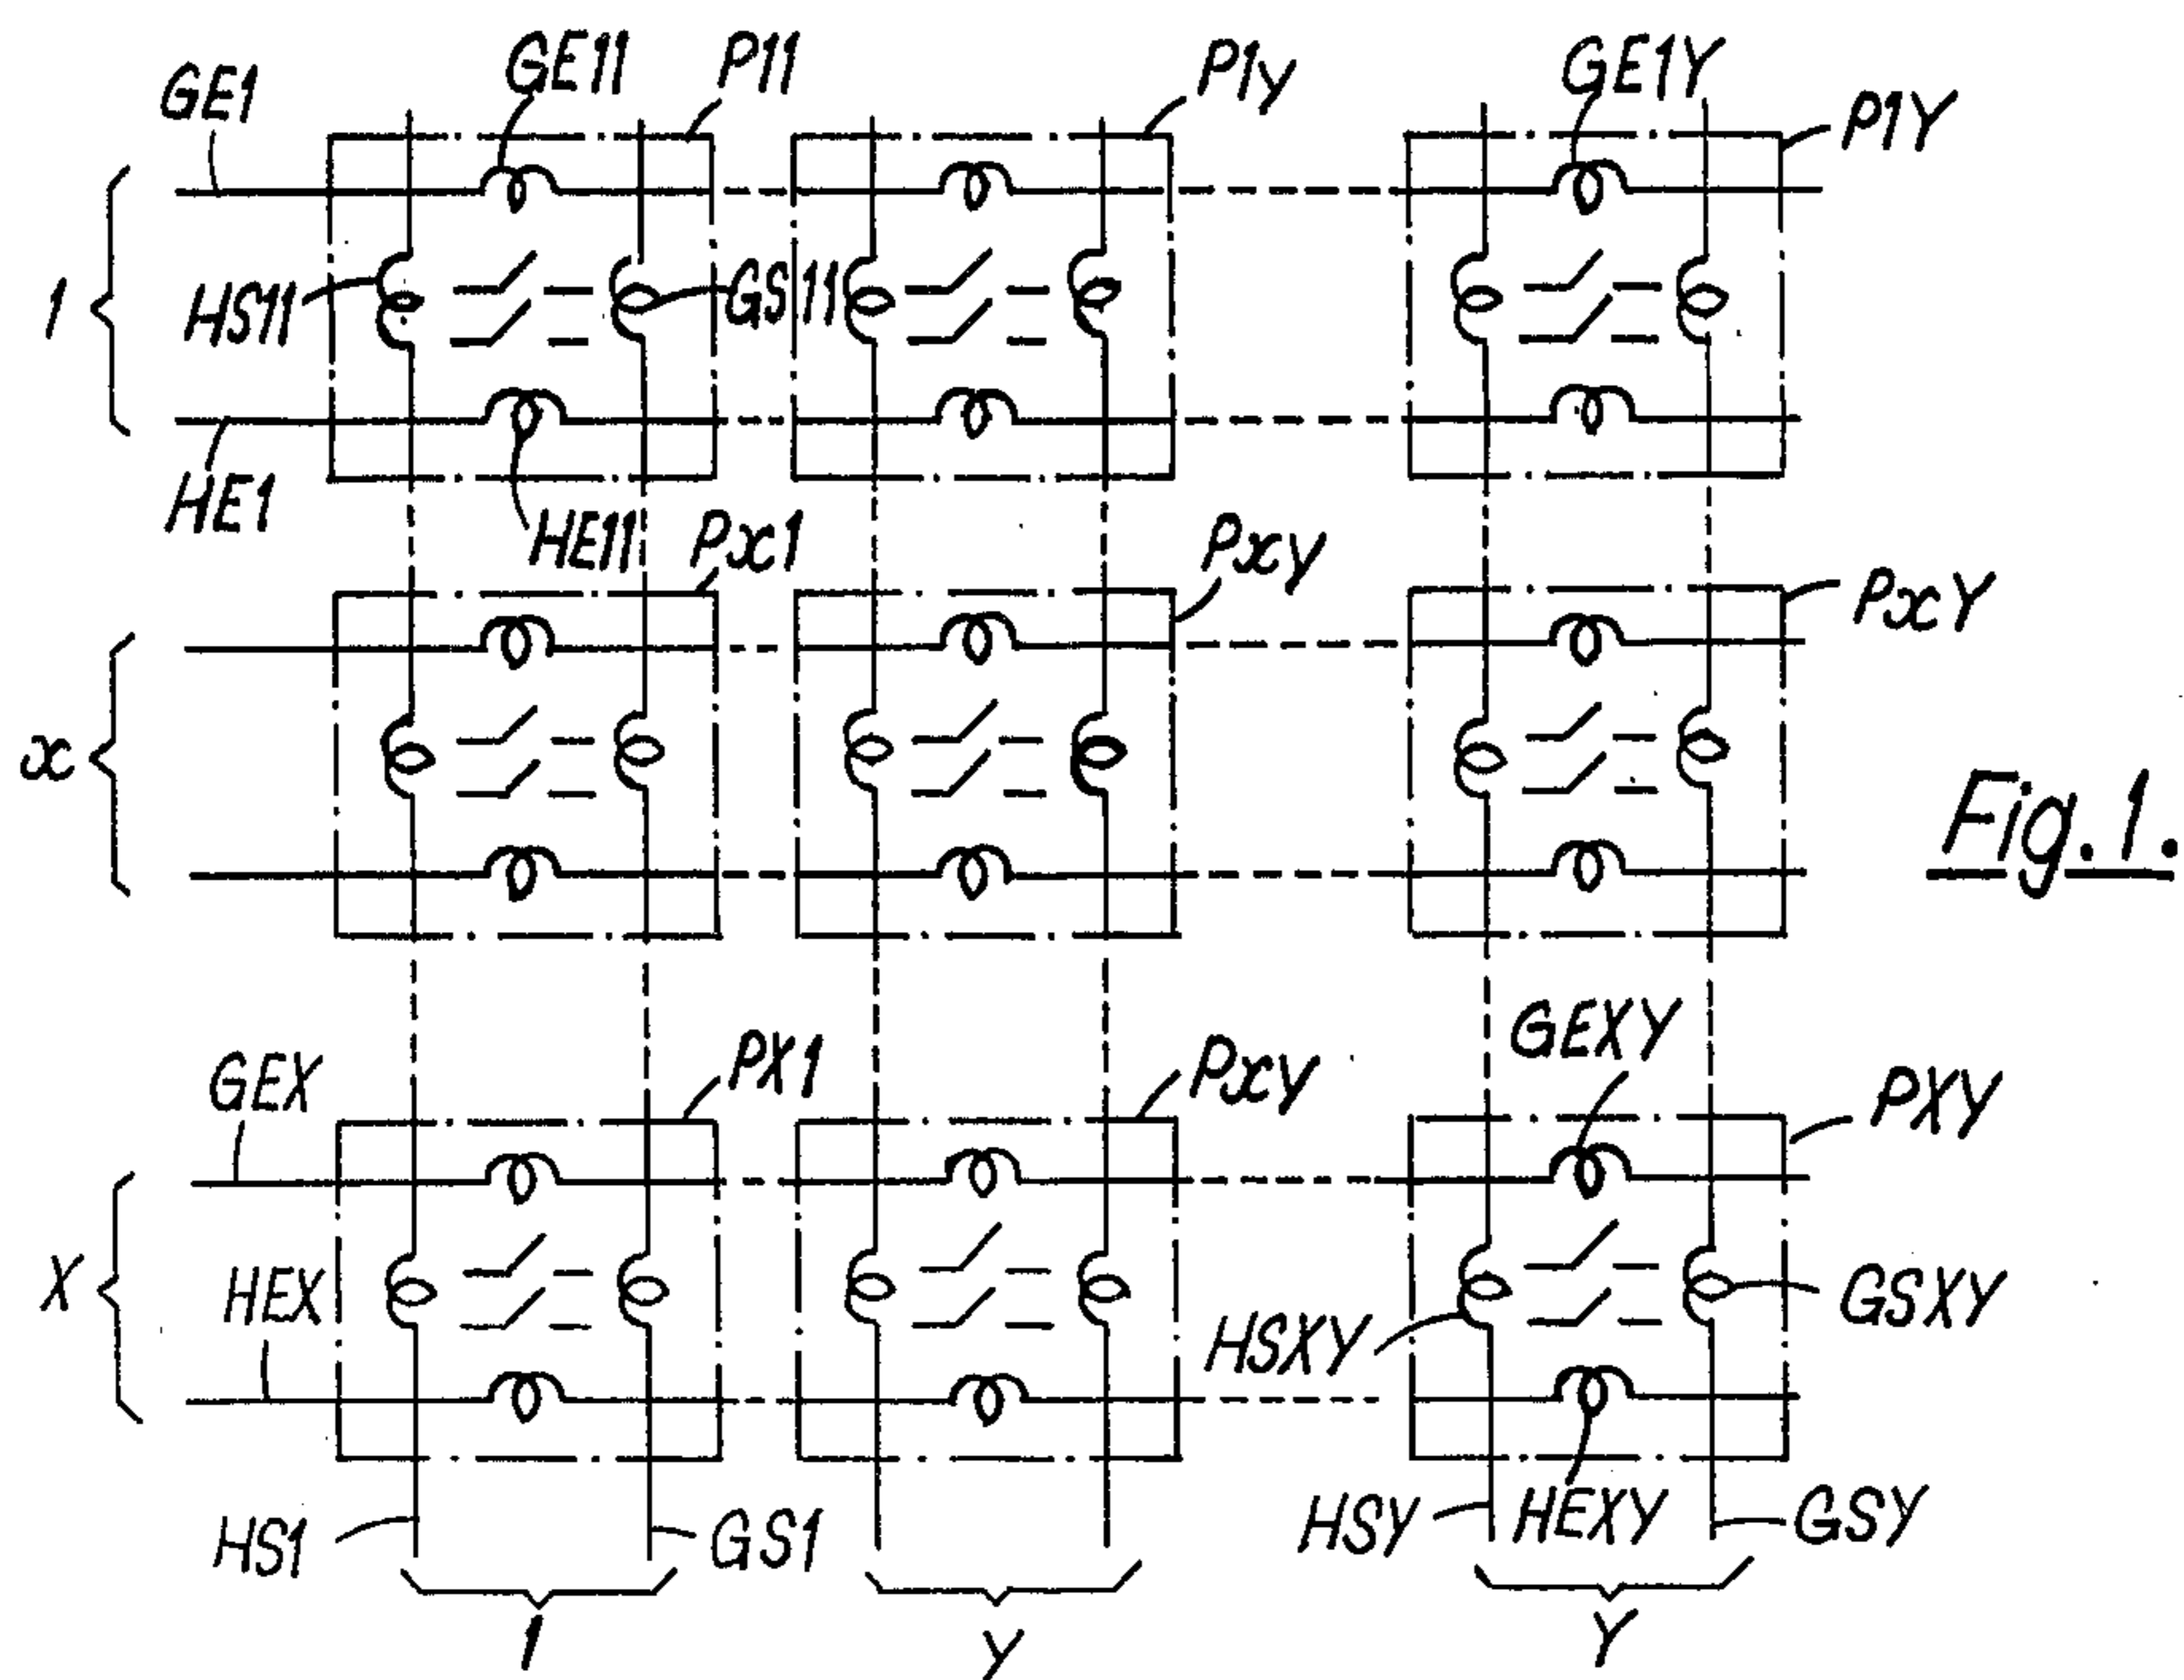 GE1
GE11
P11
P1y
GE1Y
P1Y
1
HS11
GS11
HE1
HE11
Px1
Pxy
PxY
x
Fig. 1.
GEX
PX1
Pxy
GEXY
PXY
X
HEX
HSXY
GSXY
HS1
GS1
HSY
HEXY
GSY
1
y
Y